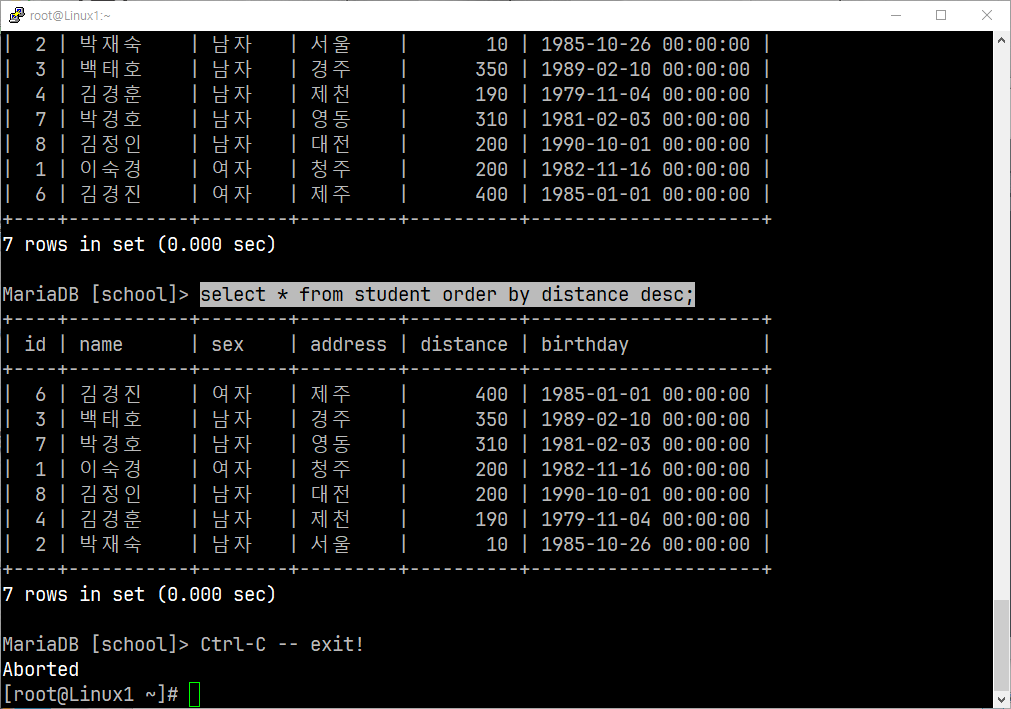 root@Linux1:~
|  2 | 박재숙    | 남자   | 서울    |       10 | 1985-10-26 00:00:00 |
|  3 | 백태호    | 남자   | 경주    |      350 | 1989-02-10 00:00:00 |
|  4 | 김경훈    | 남자   | 제천    |      190 | 1979-11-04 00:00:00 |
|  7 | 박경호    | 남자   | 영동    |      310 | 1981-02-03 00:00:00 |
|  8 | 김정인    | 남자   | 대전    |      200 | 1990-10-01 00:00:00 |
|  1 | 이숙경    | 여자   | 청주    |      200 | 1982-11-16 00:00:00 |
|  6 | 김경진    | 여자   | 제주    |      400 | 1985-01-01 00:00:00 |
+----+-----------+--------+---------+----------+---------------------+
7 rows in set (0.000 sec)
MariaDB [school]> select * from student order by distance desc;
+----+-----------+--------+---------+----------+---------------------+
| id | name      | sex    | address | distance | birthday            |
+----+-----------+--------+---------+----------+---------------------+
|  6 | 김경진    | 여자   | 제주    |      400 | 1985-01-01 00:00:00 |
|  3 | 백태호    | 남자   | 경주    |      350 | 1989-02-10 00:00:00 |
|  7 | 박경호    | 남자   | 영동    |      310 | 1981-02-03 00:00:00 |
|  1 | 이숙경    | 여자   | 청주    |      200 | 1982-11-16 00:00:00 |
|  8 | 김정인    | 남자   | 대전    |      200 | 1990-10-01 00:00:00 |
|  4 | 김경훈    | 남자   | 제천    |      190 | 1979-11-04 00:00:00 |
|  2 | 박재숙    | 남자   | 서울    |       10 | 1985-10-26 00:00:00 |
+----+-----------+--------+---------+----------+---------------------+
7 rows in set (0.000 sec)
MariaDB [school]> Ctrl-C -- exit!
Aborted
[root@Linux1 ~]#